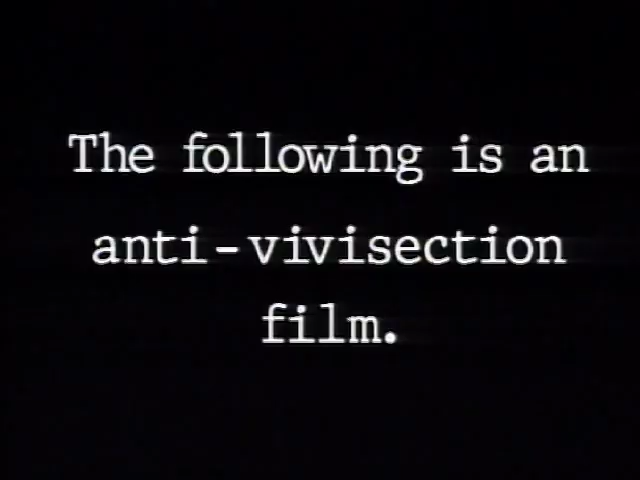 The following is an
anti-vivisection
film.